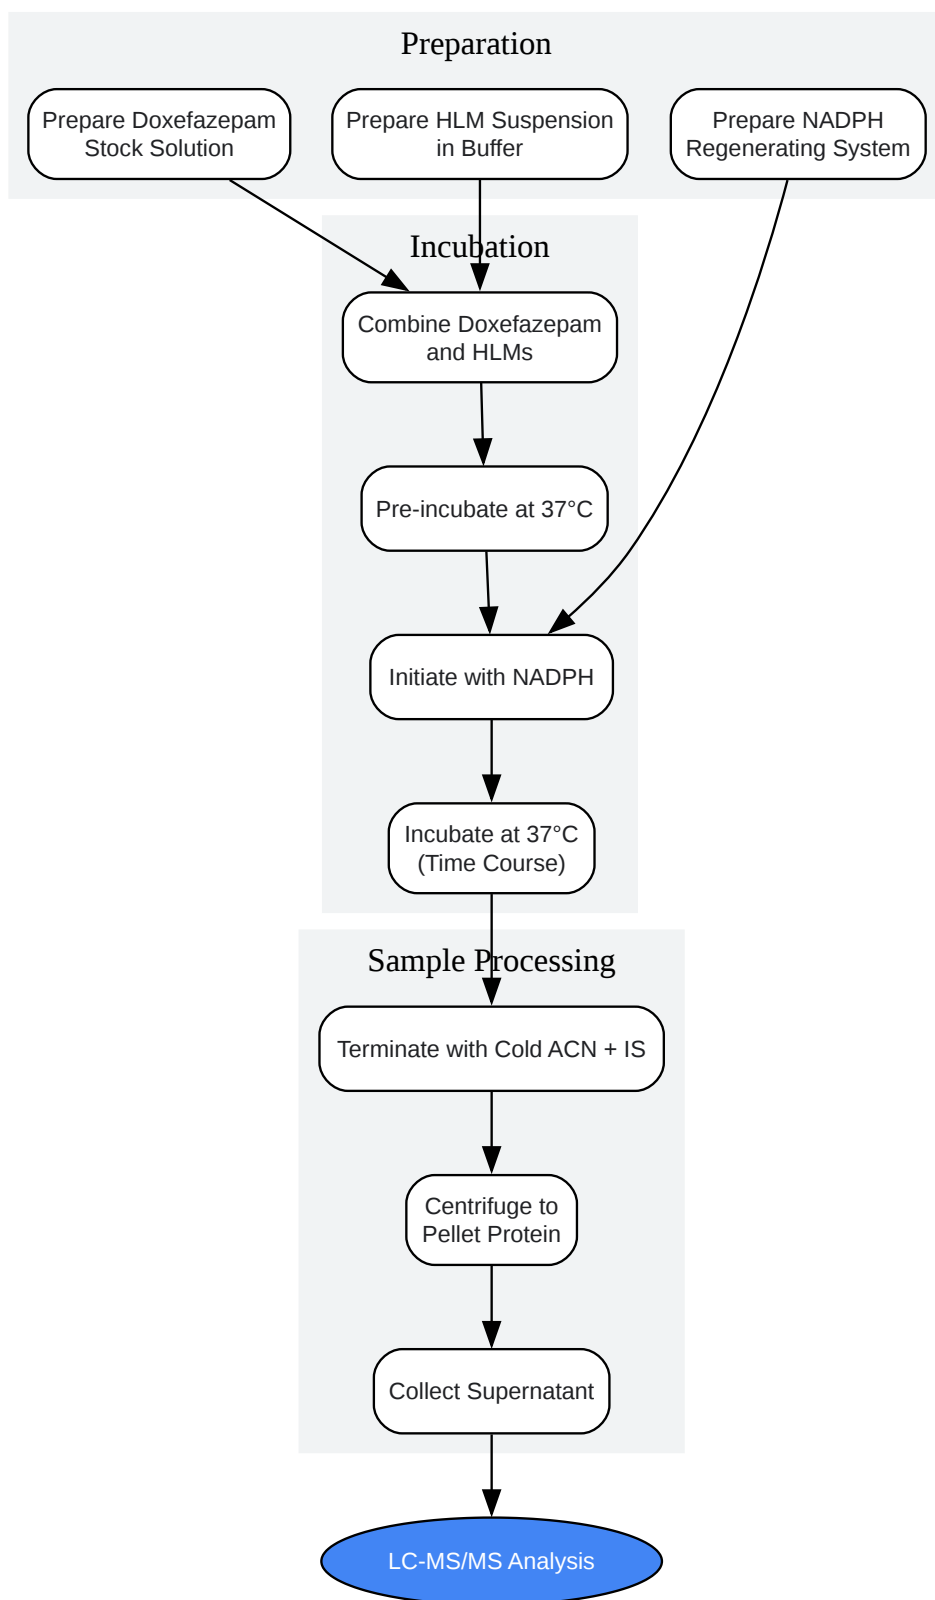 Preparation
Prepare Doxefazepam
Stock Solution
Prepare HLM Suspension
in Buffer
Prepare NADPH
Regenerating System
Incubation
Combine Doxefazepam
and HLMs
Pre-incubate at 37°C
Initiate with NADPH
Incubate at 37°C
(Time Course)
Sample Processing
Terminate with Cold ACN + IS
Centrifuge to
Pellet Protein
Collect Supernatant
LC-MS/MS Analysis